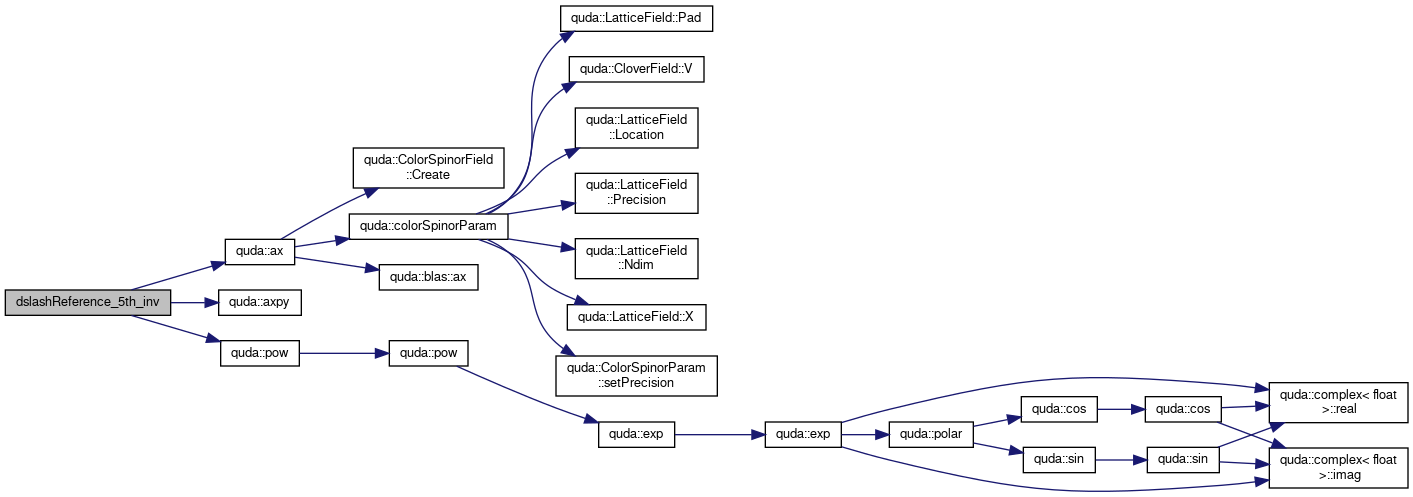 quda::LatticeField::Pad
quda::CloverField::V
quda::LatticeField
::Location
quda::ColorSpinorField
::Create
quda::LatticeField
::Precision
quda::colorSpinorParam
quda::ax
quda::LatticeField
::Ndim
quda::blas::ax
dslashReference_5th_inv
quda::axpy
quda::LatticeField::X
quda::pow
quda::pow
quda::ColorSpinorParam
::setPrecision
quda::complex< float
>::real
quda::cos
quda::cos
quda::exp
quda::exp
quda::polar
quda::sin
quda::sin
quda::complex< float
>::imag